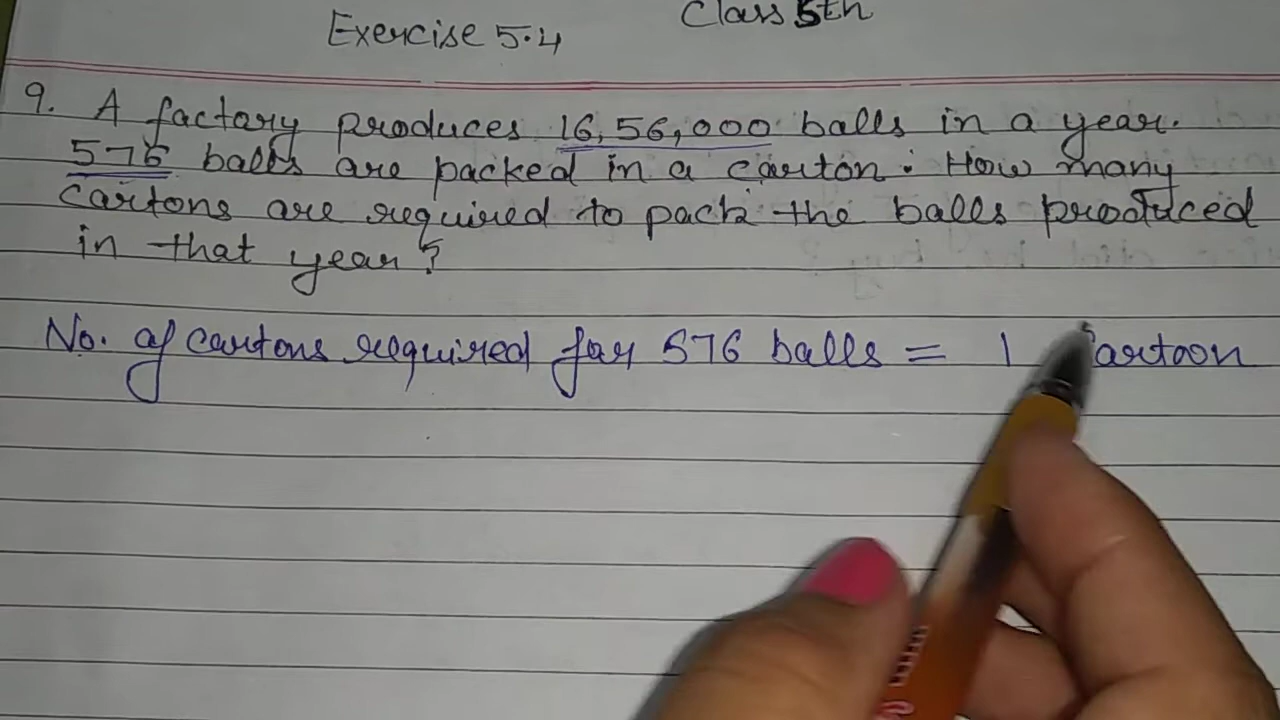 Exercise 5.4
Class 5th
9. A factory produces 16,56,000 balls in a year.
576 balls are packed in a carton. How many
cartons are required to pack the balls produced
in that year?
No. of cartons required for 576 balls = 1 Cartoon